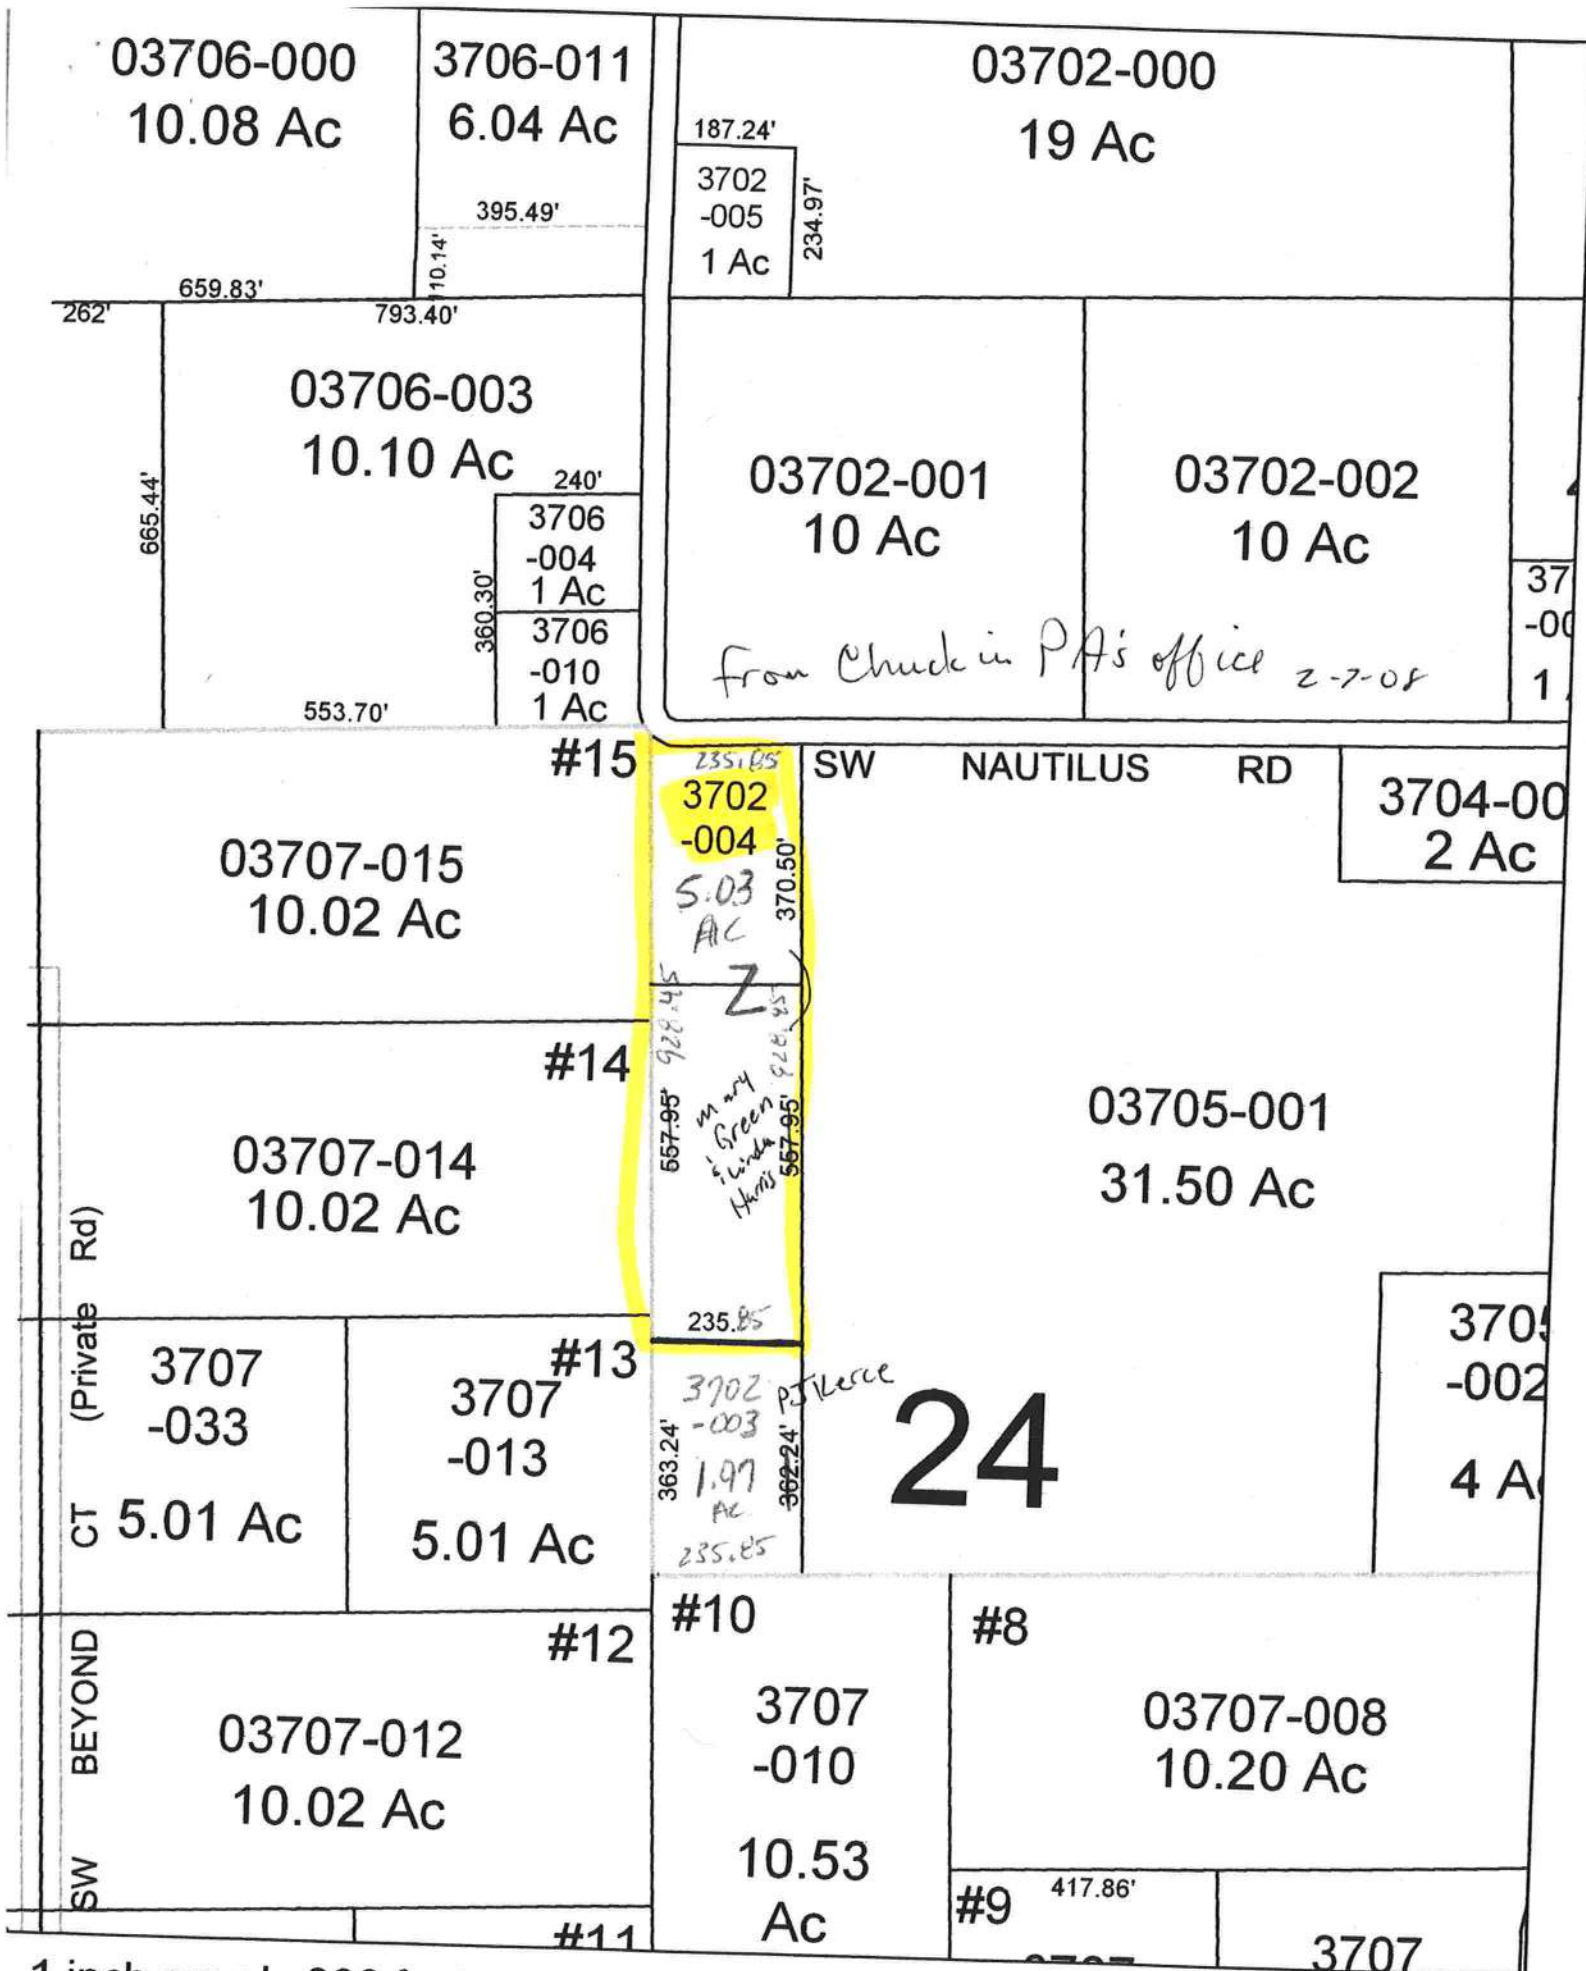 03706-000
10.08 Ac
3706-011
6.04 Ac
395.49'
659.83'
262'
793.40'
03702-000
19 Ac
187.24'
3702
-005
1 Ac
234.97'
03706-003
10.10 Ac
665.44'
240'
3706
-004
1 Ac
360.30'
3706
-010
1 Ac
553.70'
03702-001
10 Ac
03702-002
10 Ac
From Chuck in PA's office 2-7-08
#15
03707-015
10.02 Ac
235.85
3702
-004
370.50'
5.03
AC
SW NAUTILUS RD
3704-00
2 Ac
Z
928.45
928.85
557.95'
557.95'
Mary
Green
& Linda
Harris
235.85
#14
03707-014
10.02 Ac
03705-001
31.50 Ac
3707
-033
5.01 Ac
#13
3707
-013
5.01 Ac
3702
-003
1.97
AC
235.85
363.24'
362.24'
PJ Kerce
24
-002
SW BEYOND CT (Private Rd)
#12
03707-012
10.02 Ac
#10
3707
-010
10.53
Ac
#8
03707-008
10.20 Ac
#11
#9
417.86'
3707